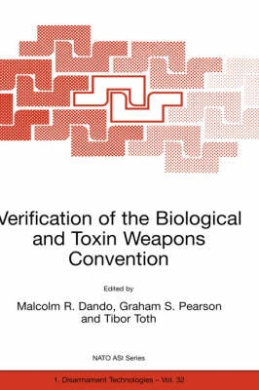 Verification of the Biological
and Toxin Weapons
Convention
Edited by
Malcolm R. Dando, Graham S. Pearson
and Tibor Toth
NATO ASI Series
1. Disarmament Technologies – Vol. 32